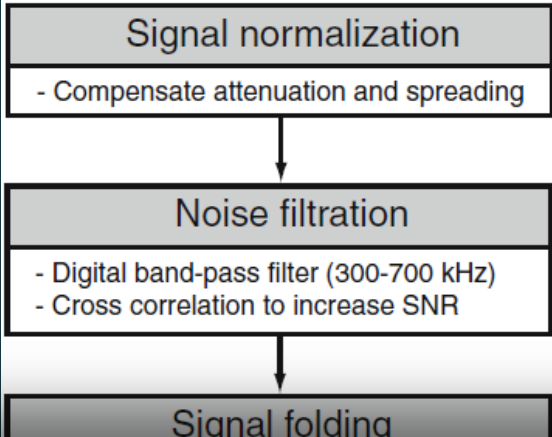 Signal normalization
- Compensate attenuation and spreading
Noise filtration
- Digital band-pass filter (300-700 kHz)
- Cross correlation to increase SNR
Signal folding